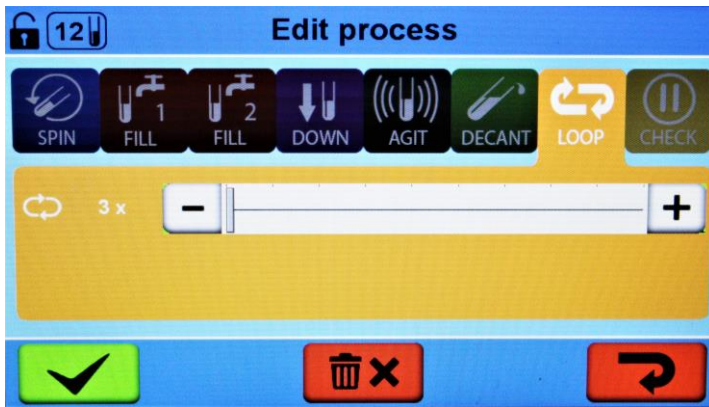 12
Edit process
SPIN
1
FILL
2
FILL
DOWN
AGIT
DECANT
LOOP
CHECK
3 x